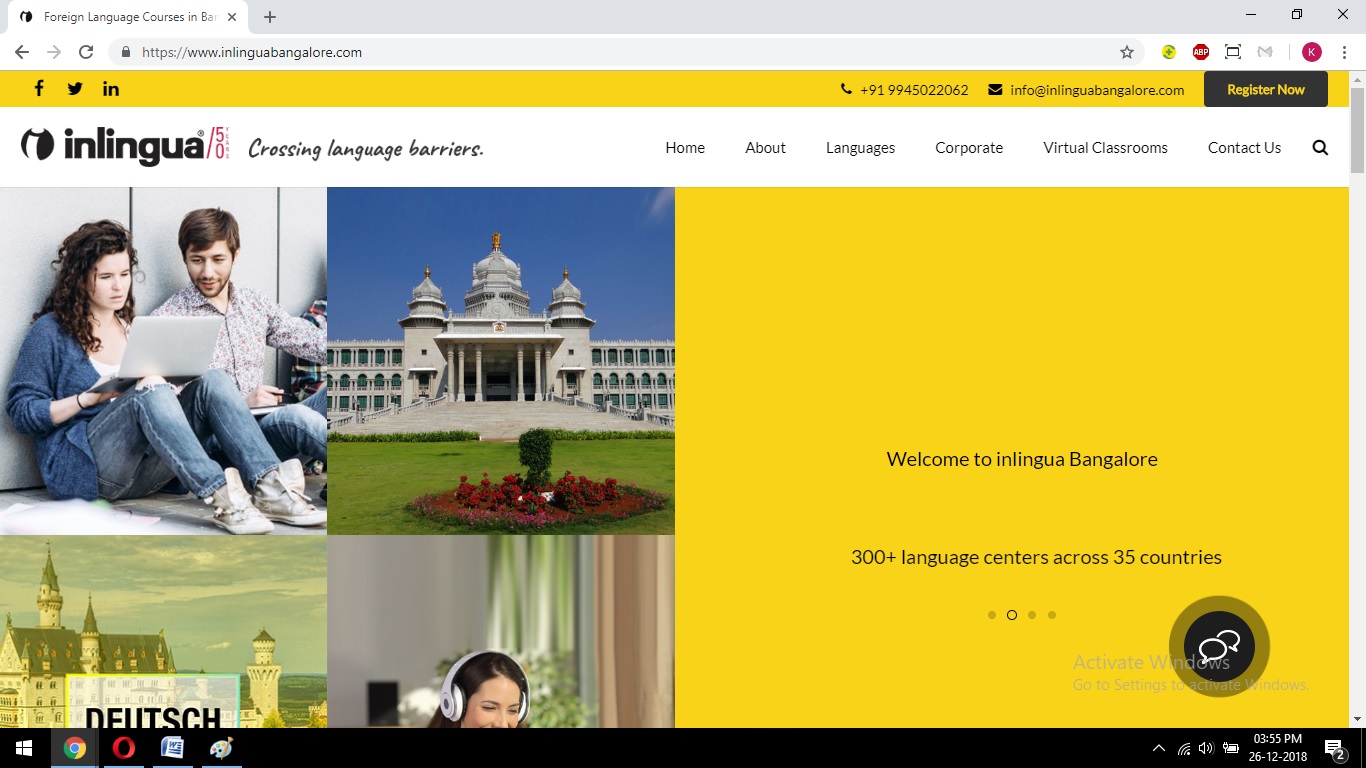 Foreign Language Courses in Ban
https://www.inlinguabangalore.com
ABP
K
+91 9945022062 info@inlinguabangalore.com Register Now
inlingua® /50 YEARS Crossing language barriers.
Home About Languages Corporate Virtual Classrooms Contact Us
Welcome to inlingua Bangalore
300+ language centers across 35 countries
Activate Windows
Go to Settings to activate Windows.
DEUTSCH
03:55 PM
26-12-2018
2